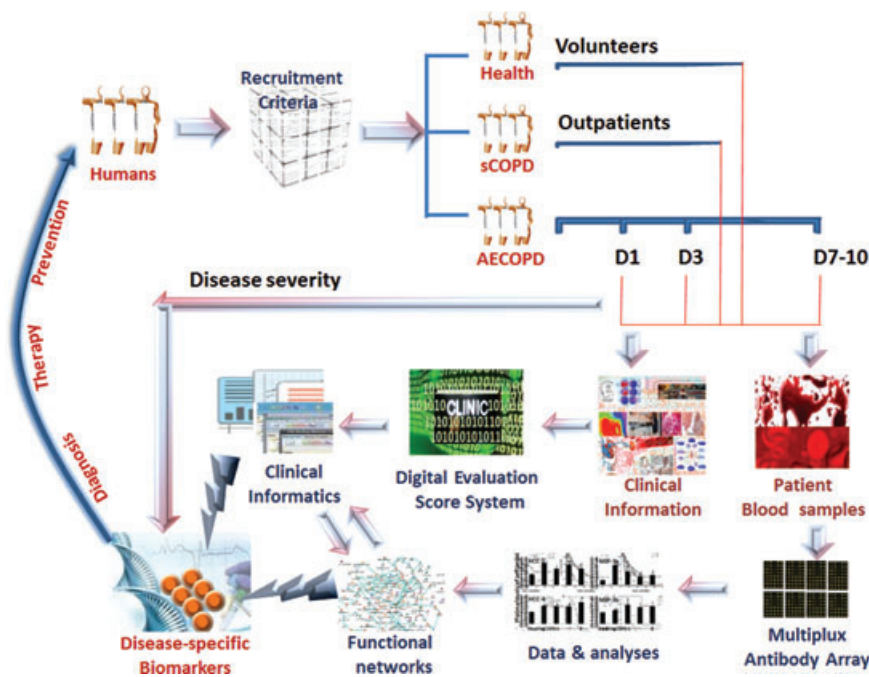 Recruitment
Criteria
Humans
Health
Volunteers
sCOPD
Outpatients
AECOPD
D1
D3
D7-10
Disease severity
Prevention
Therapy
Diagnosis
Clinical
Informatics
CLINIC
Digital Evaluation
Score System
Clinical
Information
Patient
Blood samples
Disease-specific
Biomarkers
Functional
networks
Data & analyses
Multiplux
Antibody Array